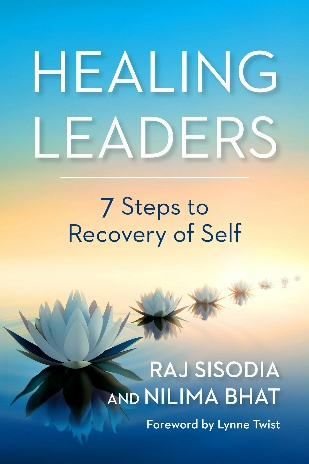 HEALING
LEADERS
7 Steps to
Recovery of Self
RAJ SISODIA
AND NILIMA BHAT
Foreword by Lynne Twist